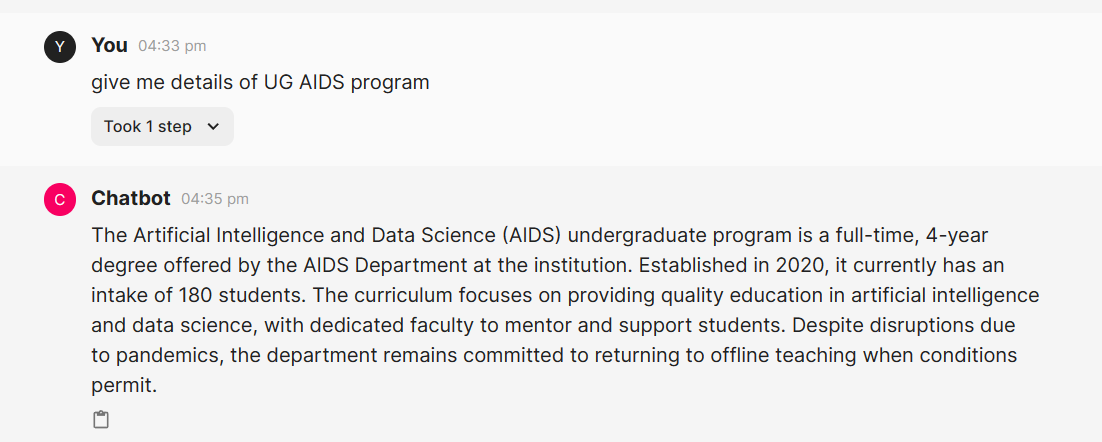 Y
You 04:33 pm
give me details of UG AIDS program
Took 1 step
C
Chatbot 04:35 pm
The Artificial Intelligence and Data Science (AIDS) undergraduate program is a full-time, 4-year
degree offered by the AIDS Department at the institution. Established in 2020, it currently has an
intake of 180 students. The curriculum focuses on providing quality education in artificial intelligence
and data science, with dedicated faculty to mentor and support students. Despite disruptions due
to pandemics, the department remains committed to returning to offline teaching when conditions
permit.